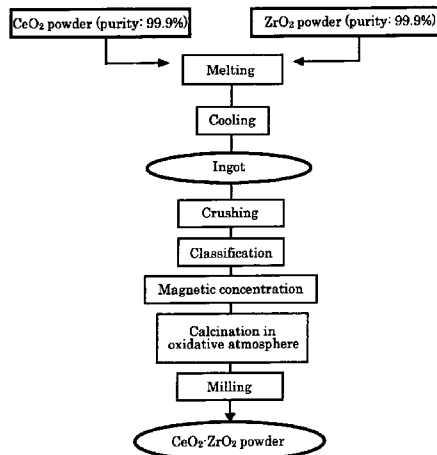 CeO₂ powder (purity: 99.9%)
ZrO₂ powder (purity: 99.9%)
Melting
Cooling
Ingot
Crushing
Classification
Magnetic concentration
Calcination in
oxidative atmosphere
Milling
CeO₂·ZrO₂ powder